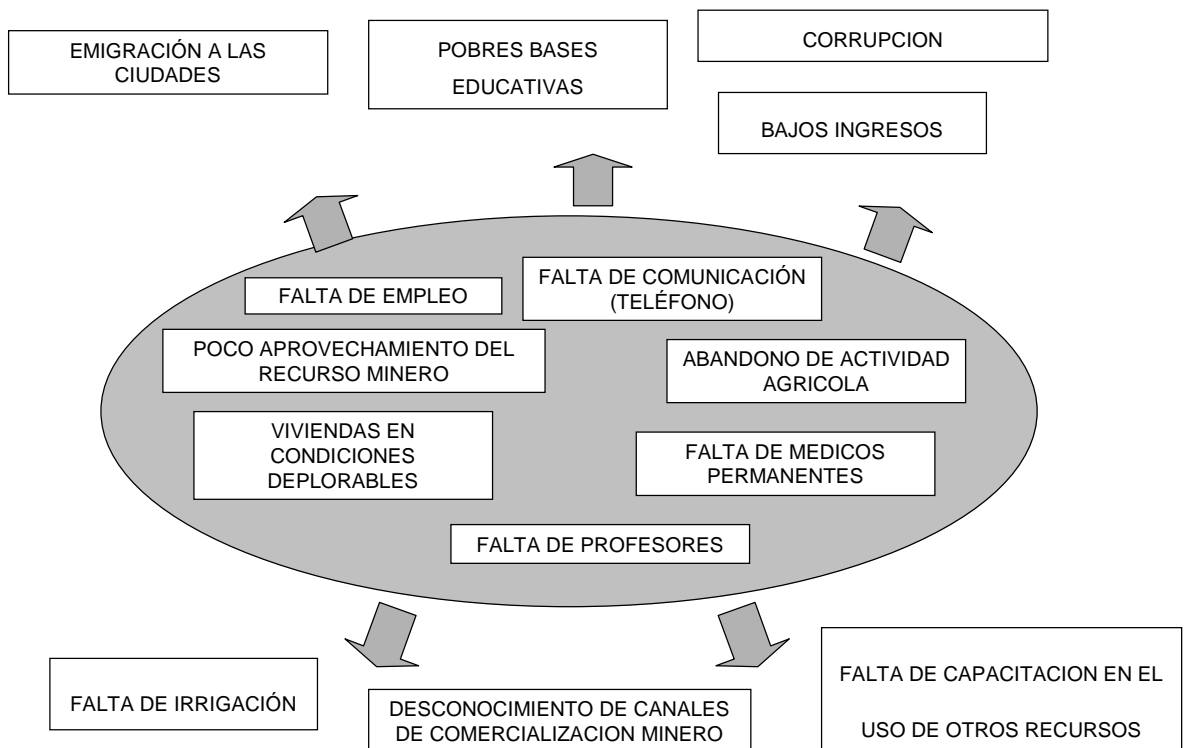 EMIGRACIÓN A LAS
CIUDADES
POBRES BASES
EDUCATIVAS
CORRUPCION
BAJOS INGRESOS
FALTA DE EMPLEO
FALTA DE COMUNICACIÓN
(TELÉFONO)
POCO APROVECHAMIENTO DEL
RECURSO MINERO
ABANDONO DE ACTIVIDAD
AGRICOLA
VIVIENDAS EN
CONDICIONES
DEPLORABLES
FALTA DE MEDICOS
PERMANENTES
FALTA DE PROFESORES
FALTA DE IRRIGACIÓN
DESCONOCIMIENTO DE CANALES
DE COMERCIALIZACION MINERO
FALTA DE CAPACITACION EN EL
USO DE OTROS RECURSOS